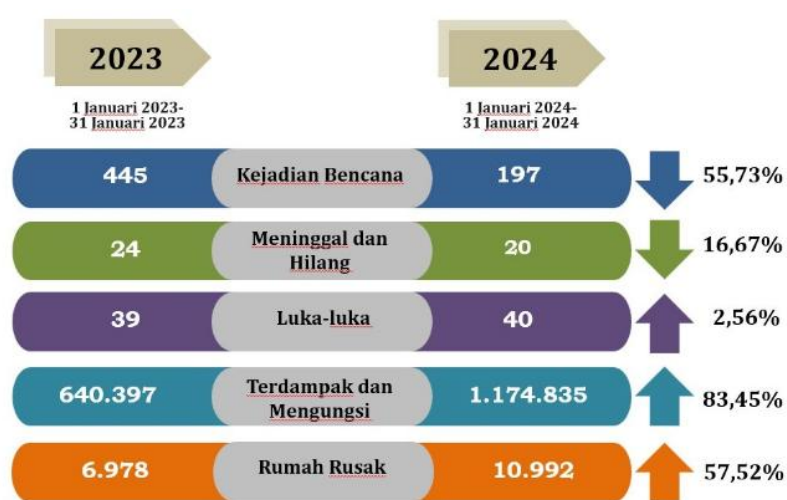 2023
2024
1 Januari 2023-
31 Januari 2023
1 Januari 2024-
31 Januari 2024
445
Kejadian Bencana
197
55,73%
24
Meninggal dan
Hilang
20
16,67%
39
Luka-luka
40
2,56%
640.397
Terdampak dan
Mengungsi
1.174.835
83,45%
6.978
Rumah Rusak
10.992
57,52%